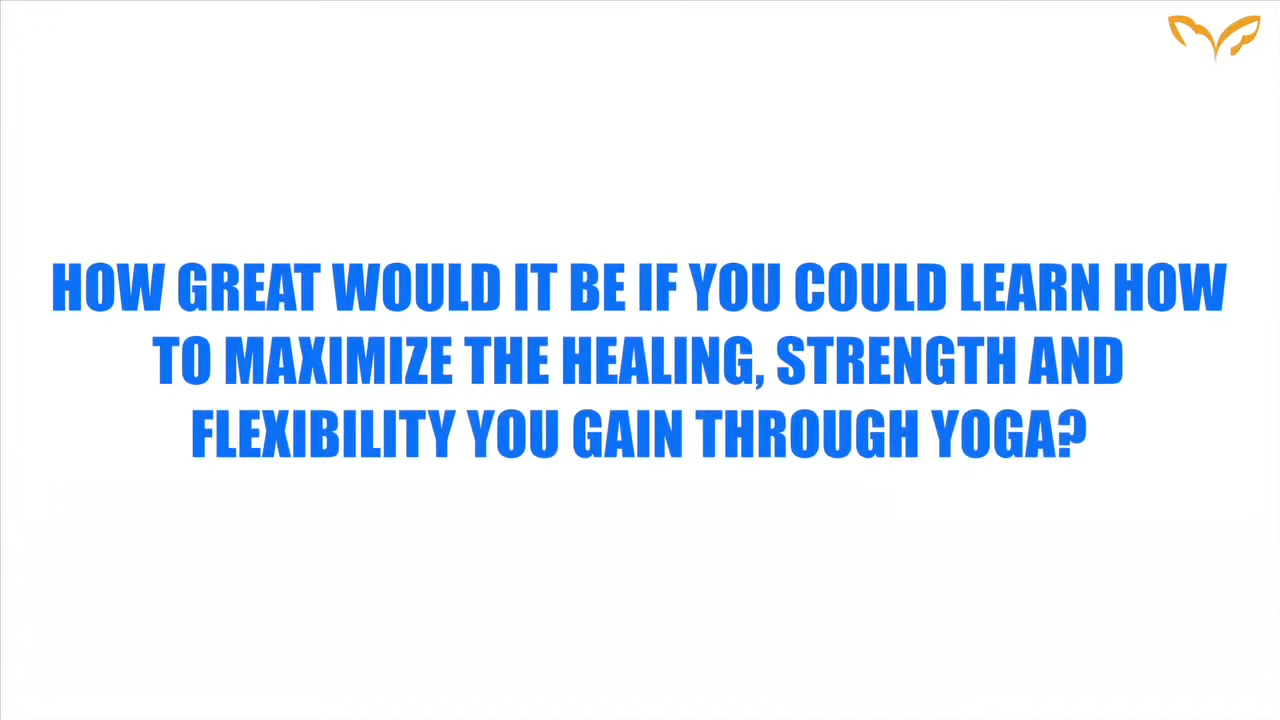 HOW GREAT WOULD IT BE IF YOU COULD LEARN HOW
TO MAXIMIZE THE HEALING, STRENGTH AND
FLEXIBILITY YOU GAIN THROUGH YOGA?